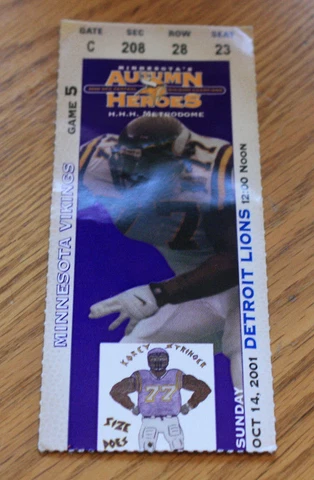 GATE SEC ROW SEAT
C 208 28 23
MINNESOTA'S
AUTUMN
HEROES
H.H.H. METRODOME
GAME 5
MINNESOTA VIKINGS
DETROIT LIONS 12:00 NOON
SUNDAY
OCT 14, 2001
KOREY STRINGER
77
SIZE
DOES